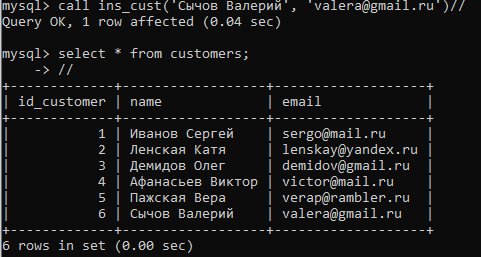 mysql> call ins_cust('Сычов Валерий', 'valera@gmail.ru')//
Query OK, 1 row affected (0.04 sec)
mysql> select * from customers;
    -> //
+-------------+------------------+-------------------+
| id_customer | name             | email             |
+-------------+------------------+-------------------+
|           1 | Иванов Сергей    | sergo@mail.ru     |
|           2 | Ленская Катя     | lenskay@yandex.ru |
|           3 | Демидов Олег     | demidov@gmail.ru  |
|           4 | Афанасьев Виктор | victor@mail.ru    |
|           5 | Пажская Вера     | verap@rambler.ru  |
|           6 | Сычов Валерий    | valera@gmail.ru   |
+-------------+------------------+-------------------+
6 rows in set (0.00 sec)